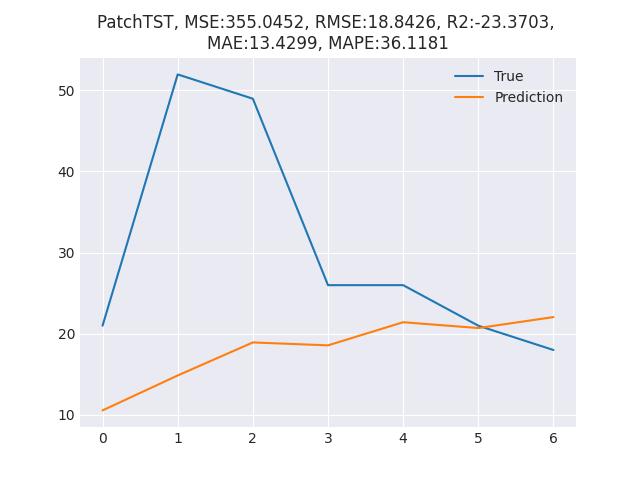 PatchTST, MSE:355.0452, RMSE:18.8426, R2:-23.3703,
MAE:13.4299, MAPE:36.1181
True
Prediction
50
40
30
20
10
0 1 2 3 4 5 6